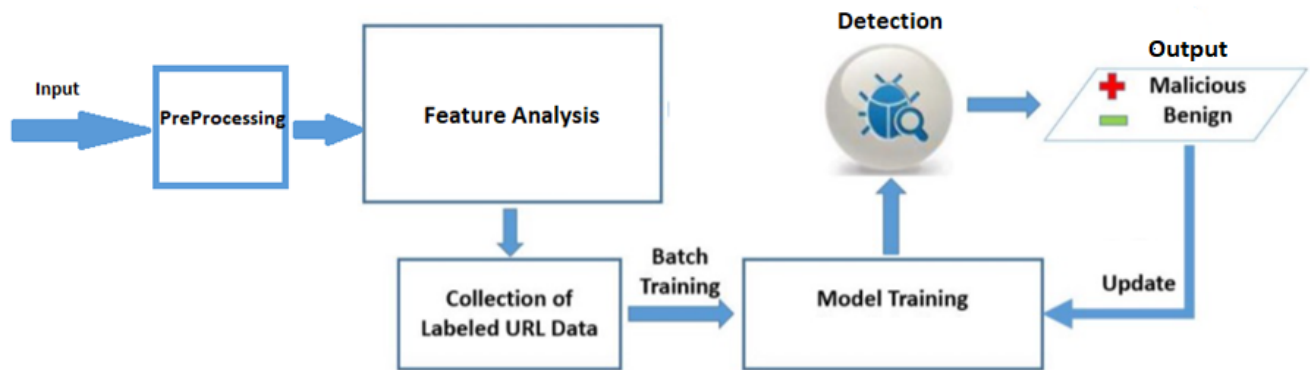 Input
PreProcessing
Feature Analysis
Collection of
Labeled URL Data
Batch
Training
Model Training
Detection
Output
Malicious
Benign
Update